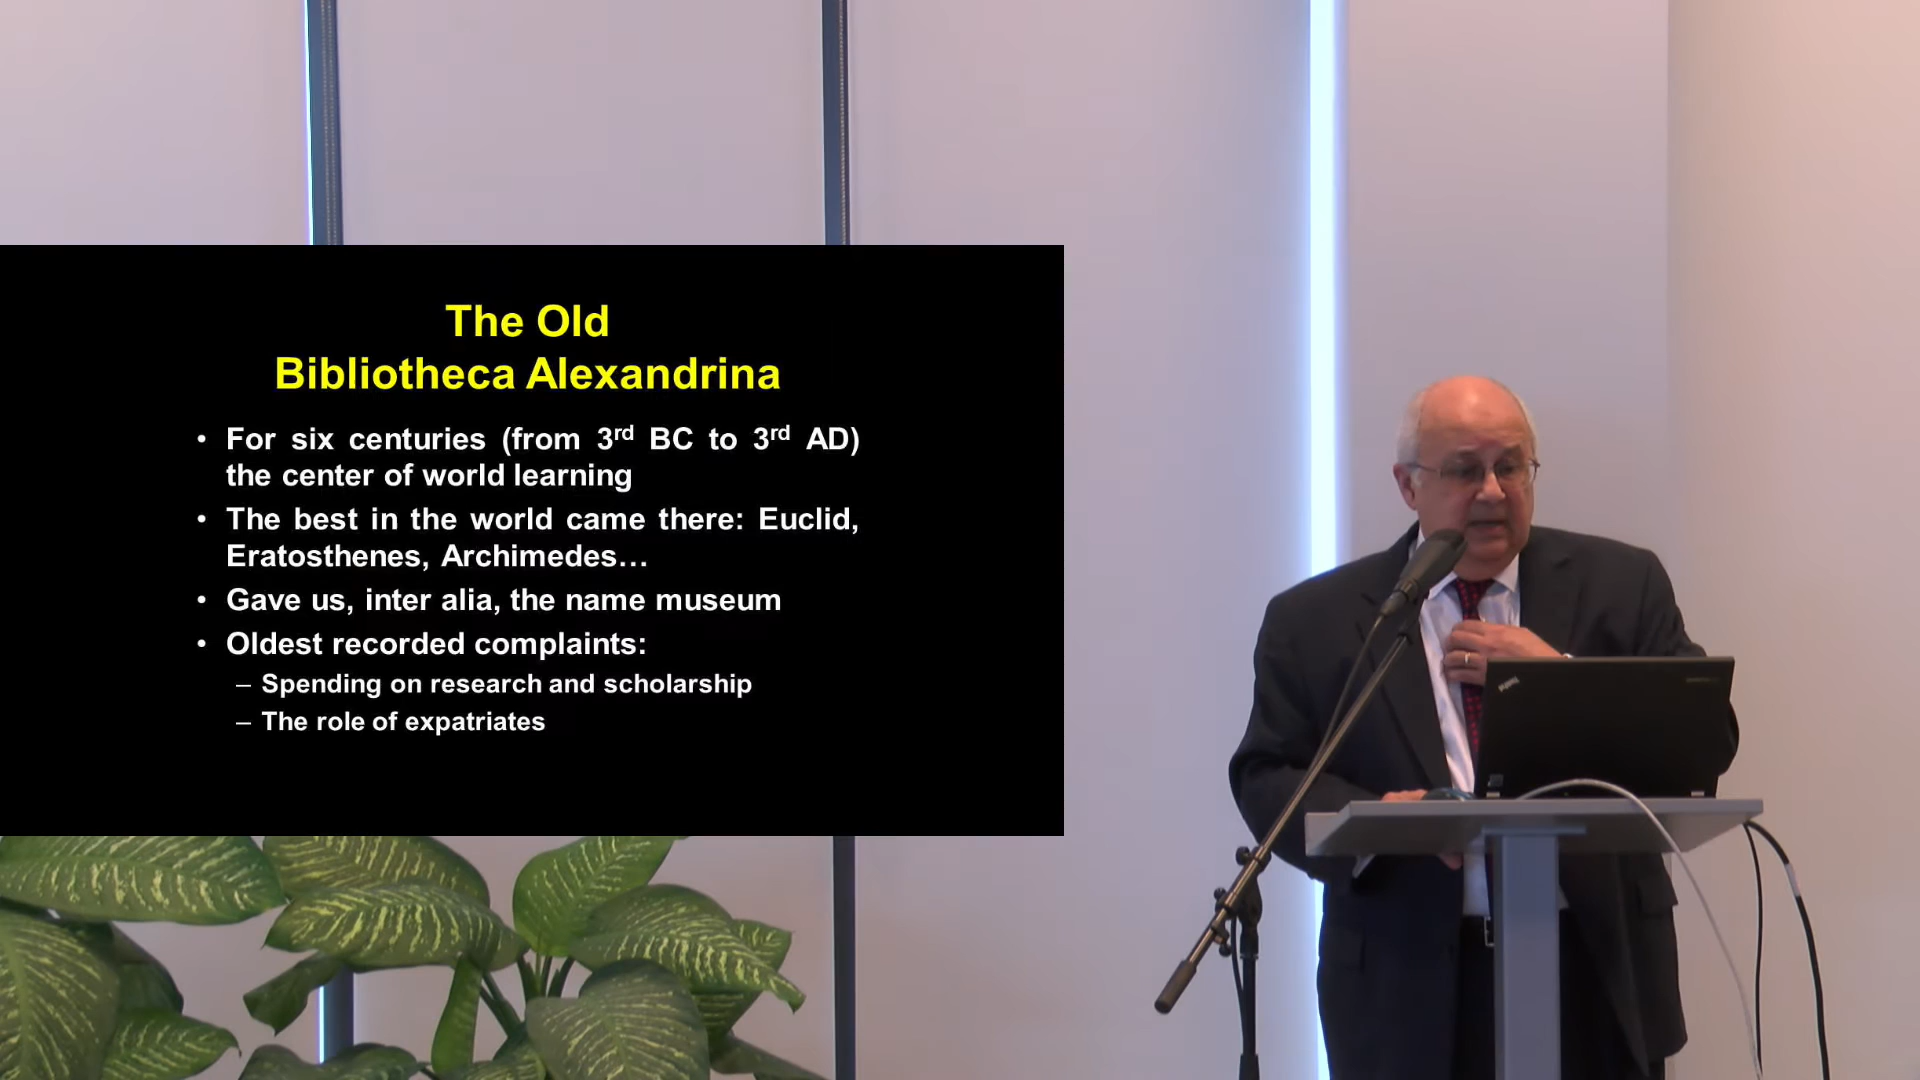 The Old
Bibliotheca Alexandrina
• For six centuries (from 3rd BC to 3rd AD)
the center of world learning
• The best in the world came there: Euclid,
Eratosthenes, Archimedes…
• Gave us, inter alia, the name museum
• Oldest recorded complaints:
– Spending on research and scholarship
– The role of expatriates